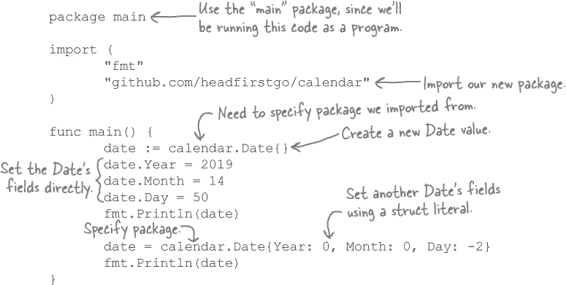 package main
Use the "main" package, since we'll
be running this code as a program.
import (
"fmt"
"github.com/headfirstgo/calendar"
Import our new package.
)
Need to specify package we imported from.
func main() {
date := calendar.Date{}
Create a new Date value.
Set the Date's
fields directly.
date.Year = 2019
date.Month = 14
date.Day = 50
fmt.Println(date)
Set another Date's fields
using a struct literal.
Specify package.
date = calendar.Date{Year: 0, Month: 0, Day: -2}
fmt.Println(date)
}